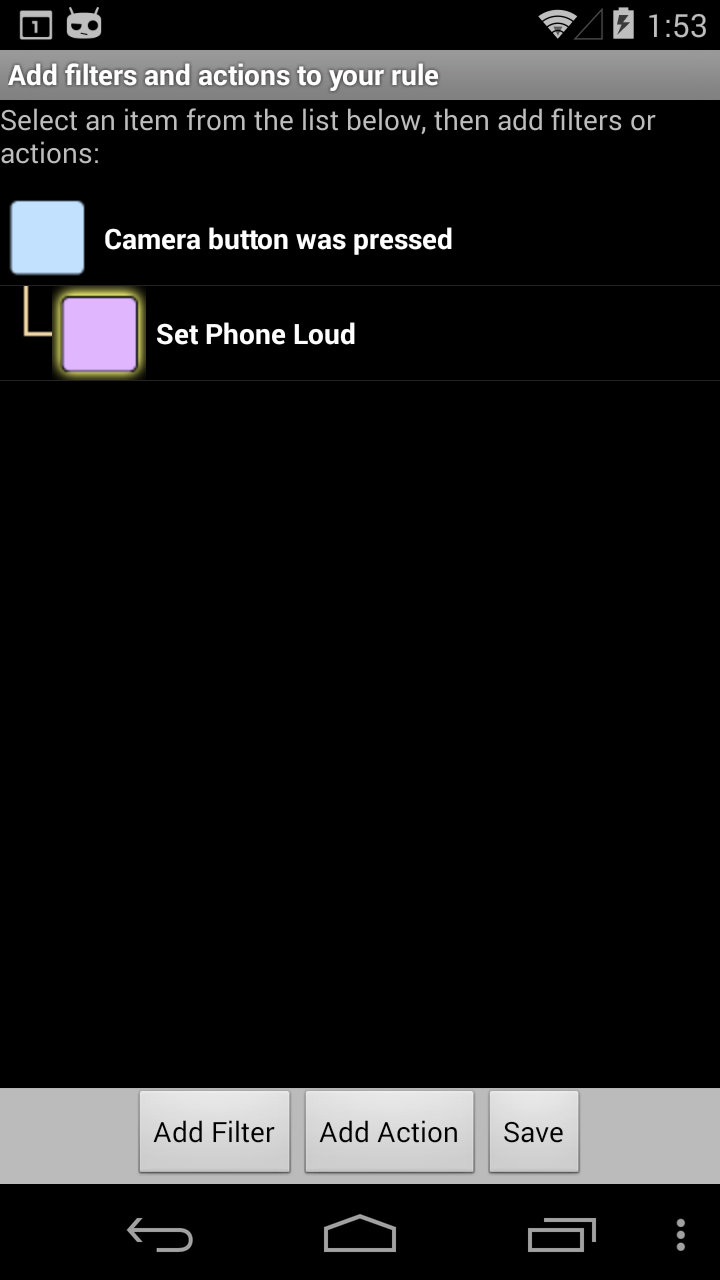 1
1:53
Add filters and actions to your rule
Select an item from the list below, then add filters or
actions:
Camera button was pressed
Set Phone Loud
Add Filter
Add Action
Save